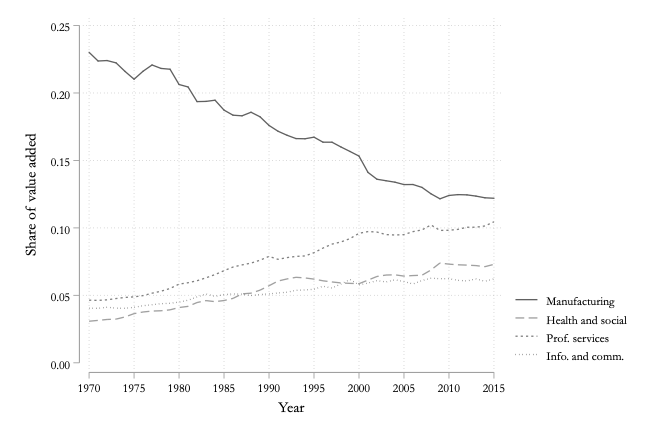 0.25
0.20
0.15
0.10
0.05
0.00
Share of value added
1970 1975 1980 1985 1990 1995 2000 2005 2010 2015
Year
Manufacturing
Health and social
Prof. services
Info. and comm.